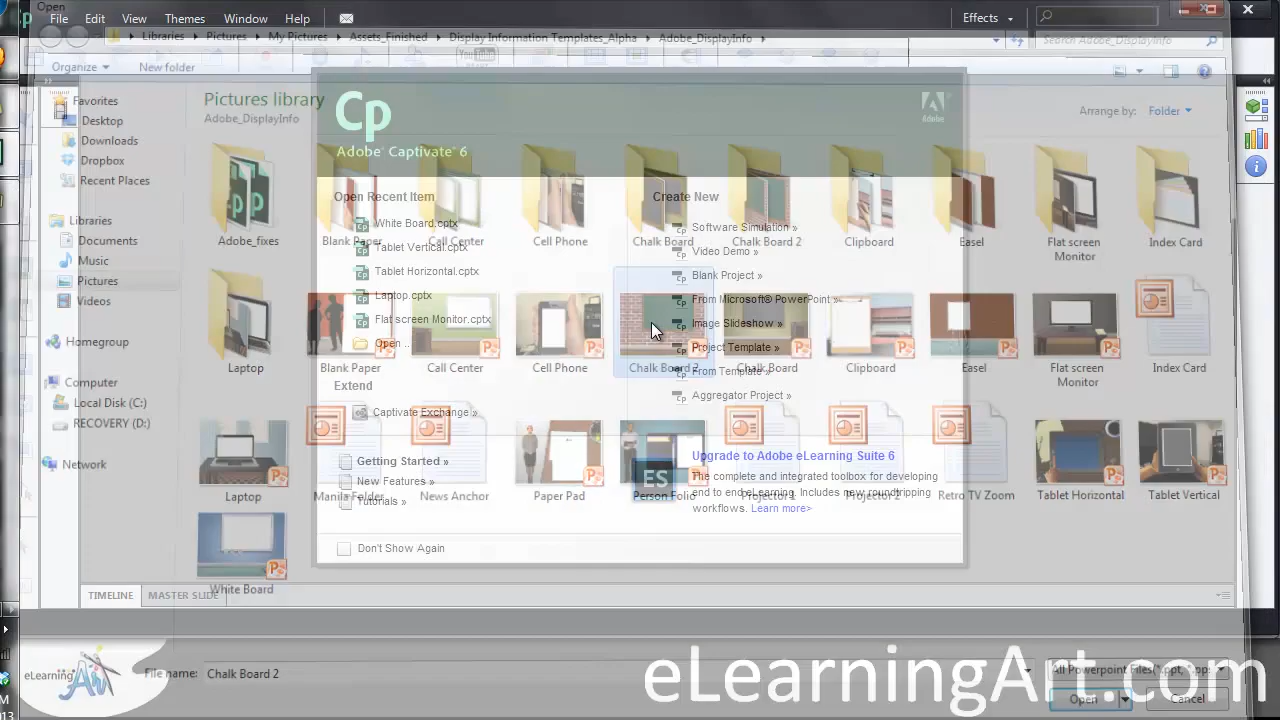 Open
File Edit View Themes Window Help Effects
Libraries Pictures My Pictures Assets_Finished Display Information Templates_Alpha Adobe_DisplayInfo Search Adobe_DisplayInfo
Organize New folder
Favorites
Desktop
Downloads
Dropbox
Recent Places
Libraries
Documents
Music
Pictures
Videos
Homegroup
Computer
Local Disk (C:)
RECOVERY (D:)
Network
Pictures library
Adobe_DisplayInfo
Arrange by: Folder
Cp
Adobe
Adobe® Captivate® 6
Open Recent Item
White Board.cptx
Tablet Vertical.cptx
Tablet Horizontal.cptx
Laptop.cptx
Flat screen Monitor.cptx
Open ..
Extend
Captivate Exchange »
Getting Started »
New Features »
Tutorials »
Don't Show Again
Create New
Software Simulation »
Video Demo »
Blank Project »
From Microsoft® PowerPoint »
Image Slideshow »
Project Template »
From Template »
Aggregator Project »
ES
Upgrade to Adobe eLearning Suite 6
The complete and integrated toolbox for developing
end to end eLearning. Includes new roundtripping
workflows. Learn more>
Adobe_fixes Blank Paper Call Center Cell Phone Chalk Board Chalk Board 2 Clipboard Easel Flat screen Monitor Index Card
Laptop Blank Paper Call Center Cell Phone Chalk Board 2 Chalk Board Clipboard Easel Flat screen Monitor Index Card
Laptop Manila Folder News Anchor Paper Pad Person Folio Projector 1 Projector 2 Retro TV Zoom Tablet Horizontal Tablet Vertical
White Board
TIMELINE MASTER SLIDE
eLearning Art
File name: Chalk Board 2
All Powerpoint Files(*.ppt, *.pps
Open Cancel
eLearningArt.com